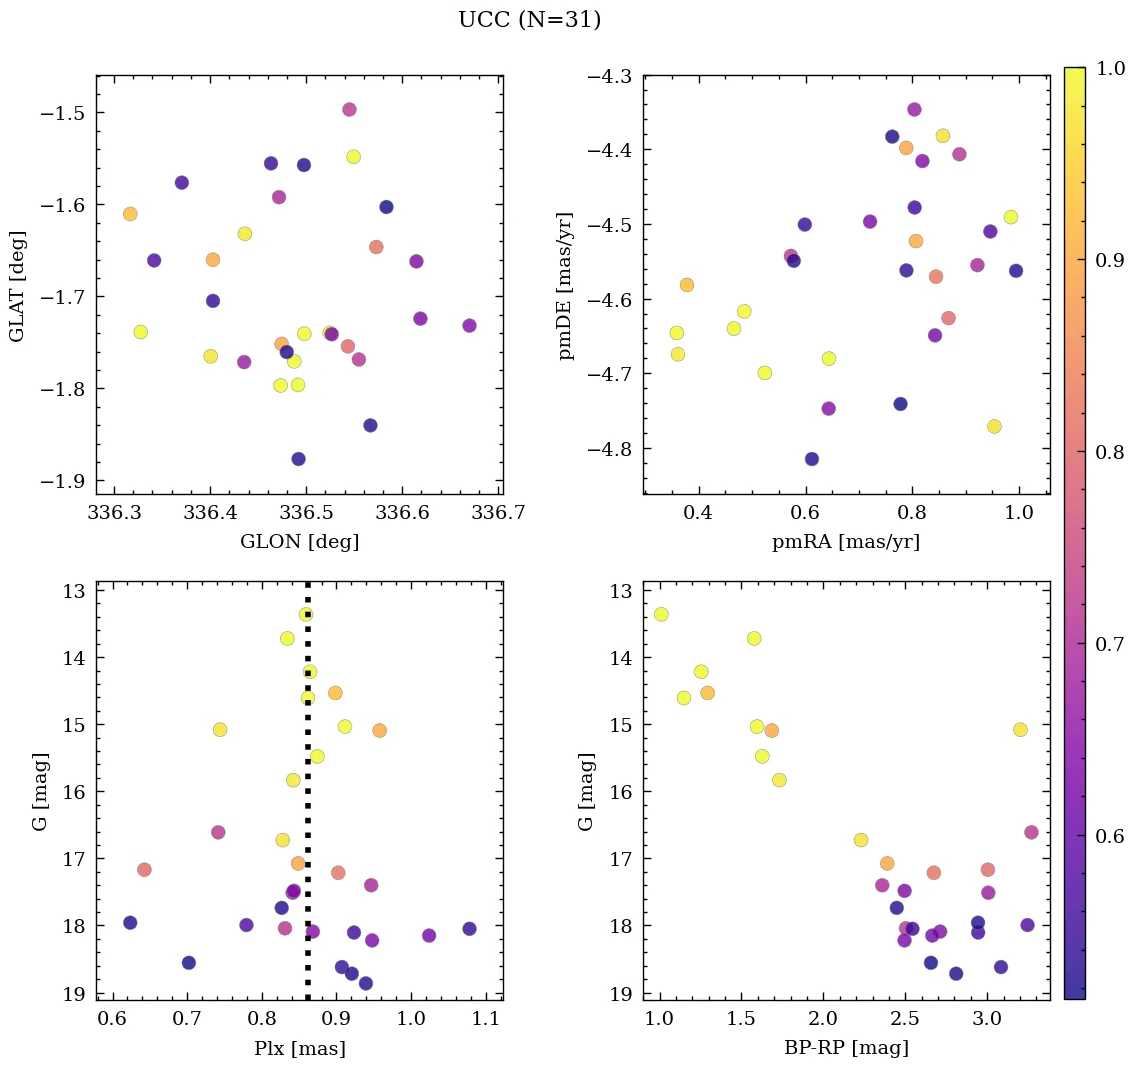 UCC (N=31)
−1.5
−1.6
−1.7
−1.8
−1.9
GLAT [deg]
336.3 336.4 336.5 336.6 336.7
GLON [deg]
−4.3
−4.4
−4.5
−4.6
−4.7
−4.8
pmDE [mas/yr]
0.4 0.6 0.8 1.0
pmRA [mas/yr]
1.0
0.9
0.8
0.7
0.6
13
14
15
16
17
18
19
G [mag]
0.6 0.7 0.8 0.9 1.0 1.1
Plx [mas]
13
14
15
16
17
18
19
G [mag]
1.0 1.5 2.0 2.5 3.0
BP-RP [mag]